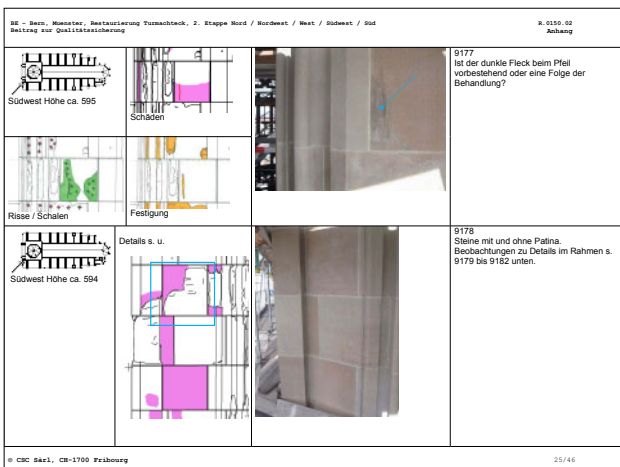 BE - Bern, Muenster, Restaurierung Turmachteck, 2. Etappe Nord / Nordwest / West / Südwest / Süd
Beitrag zur Qualitätssicherung
R.0150.02
Anhang
Südwest Höhe ca. 595
Schäden
9177
Ist der dunkle Fleck beim Pfeil
vorbestehend oder eine Folge der
Behandlung?
Risse / Schalen
Festigung
Südwest Höhe ca. 594
Details s. u.
9178
Steine mit und ohne Patina.
Beobachtungen zu Details im Rahmen s.
9179 bis 9182 unten.
© CSC Sàrl, CH-1700 Fribourg
25/46